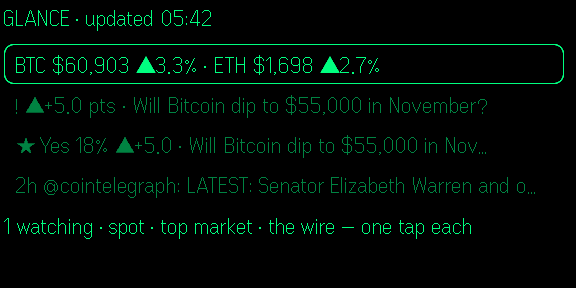 GLANCE · updated 05:42
BTC $60,903 ▲3.3% · ETH $1,698 ▲2.7%
! ▲+5.0 pts · Will Bitcoin dip to $55,000 in November?
★ Yes 18% ▲+5.0 · Will Bitcoin dip to $55,000 in Nov…
2h @cointelegraph: LATEST: Senator Elizabeth Warren and o…
1 watching · spot · top market · the wire — one tap each